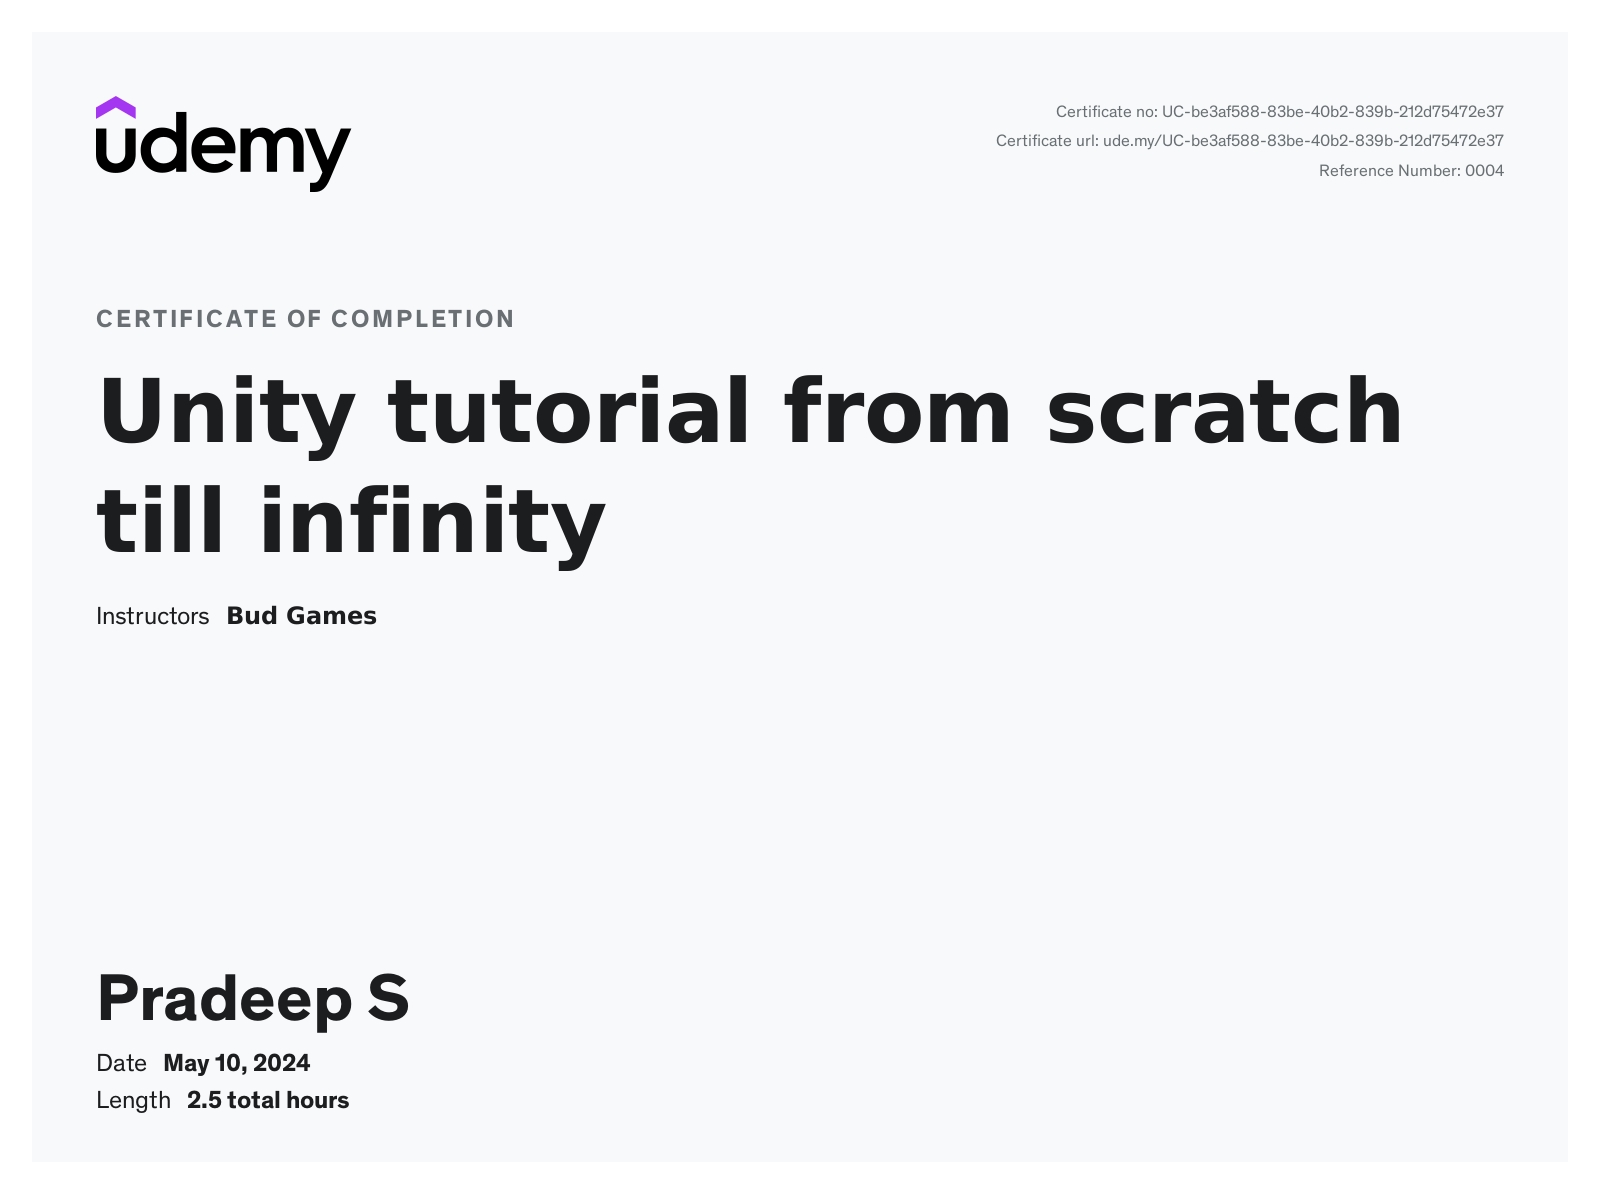 udemy
Certificate no: UC-be3af588-83be-40b2-839b-212d75472e37
Certificate url: ude.my/UC-be3af588-83be-40b2-839b-212d75472e37
Reference Number: 0004
CERTIFICATE OF COMPLETION
Unity tutorial from scratch
till infinity
Instructors Bud Games
Pradeep S
Date May 10, 2024
Length 2.5 total hours